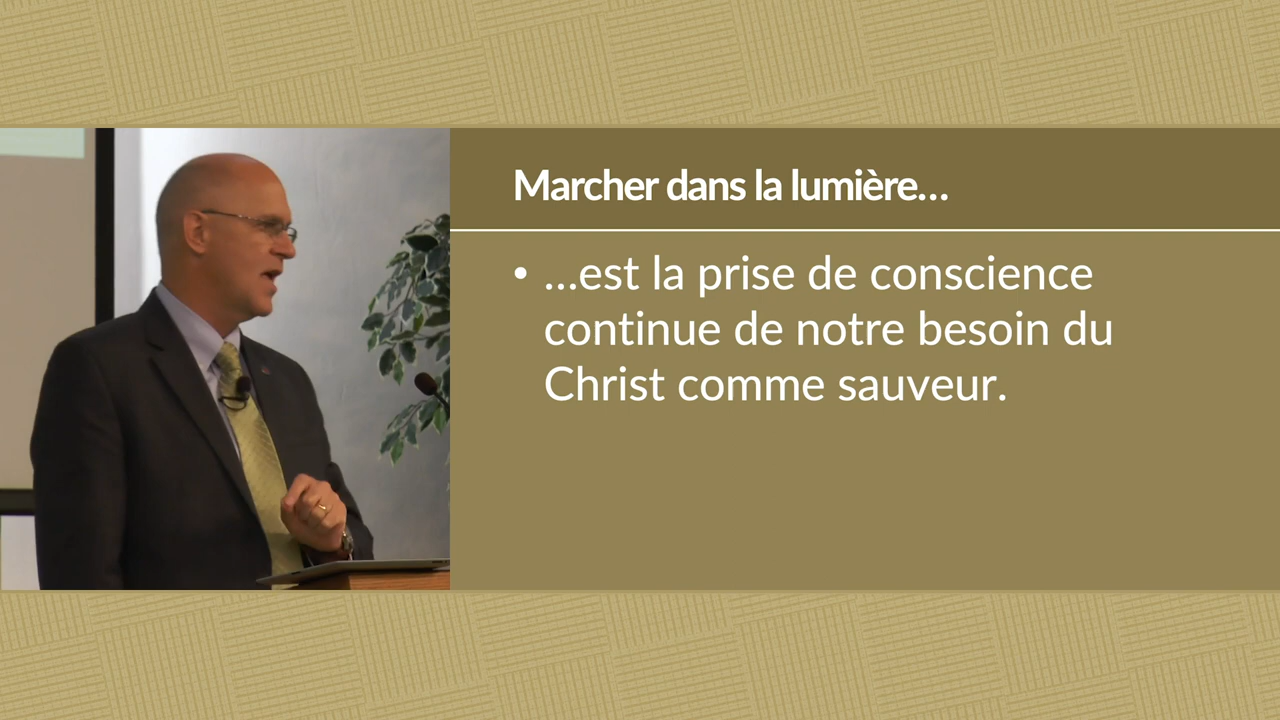 Marcher dans la lumière...
• ...est la prise de conscience
continue de notre besoin du
Christ comme sauveur.